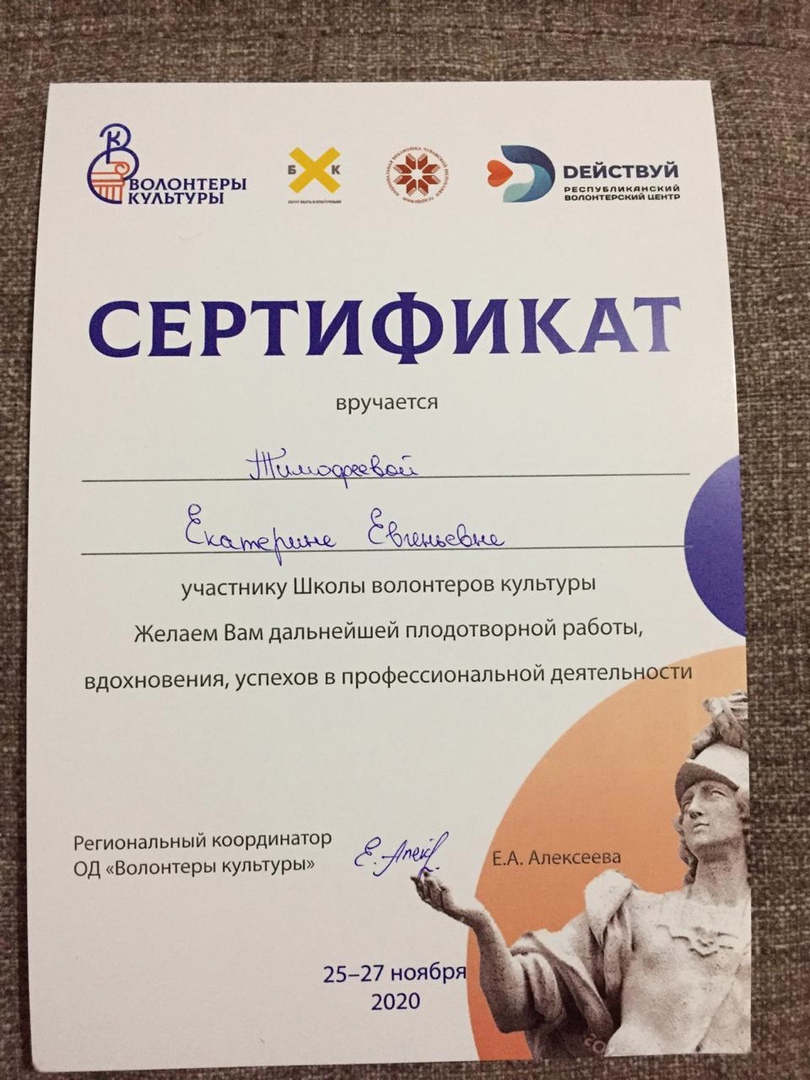 ВОЛОНТЕРЫ
КУЛЬТУРЫ
Б К
DЕЙСТВУЙ
РЕСПУБЛИКАНСКИЙ
ВОЛОНТЕРСКИЙ ЦЕНТР
СЕРТИФИКАТ
вручается
Тимофеевой
Екатерине Евгеньевне
участнику Школы волонтеров культуры
Желаем Вам дальнейшей плодотворной работы,
вдохновения, успехов в профессиональной деятельности
Региональный координатор
ОД «Волонтеры культуры»
Е.А. Алексеева
25–27 ноября
2020